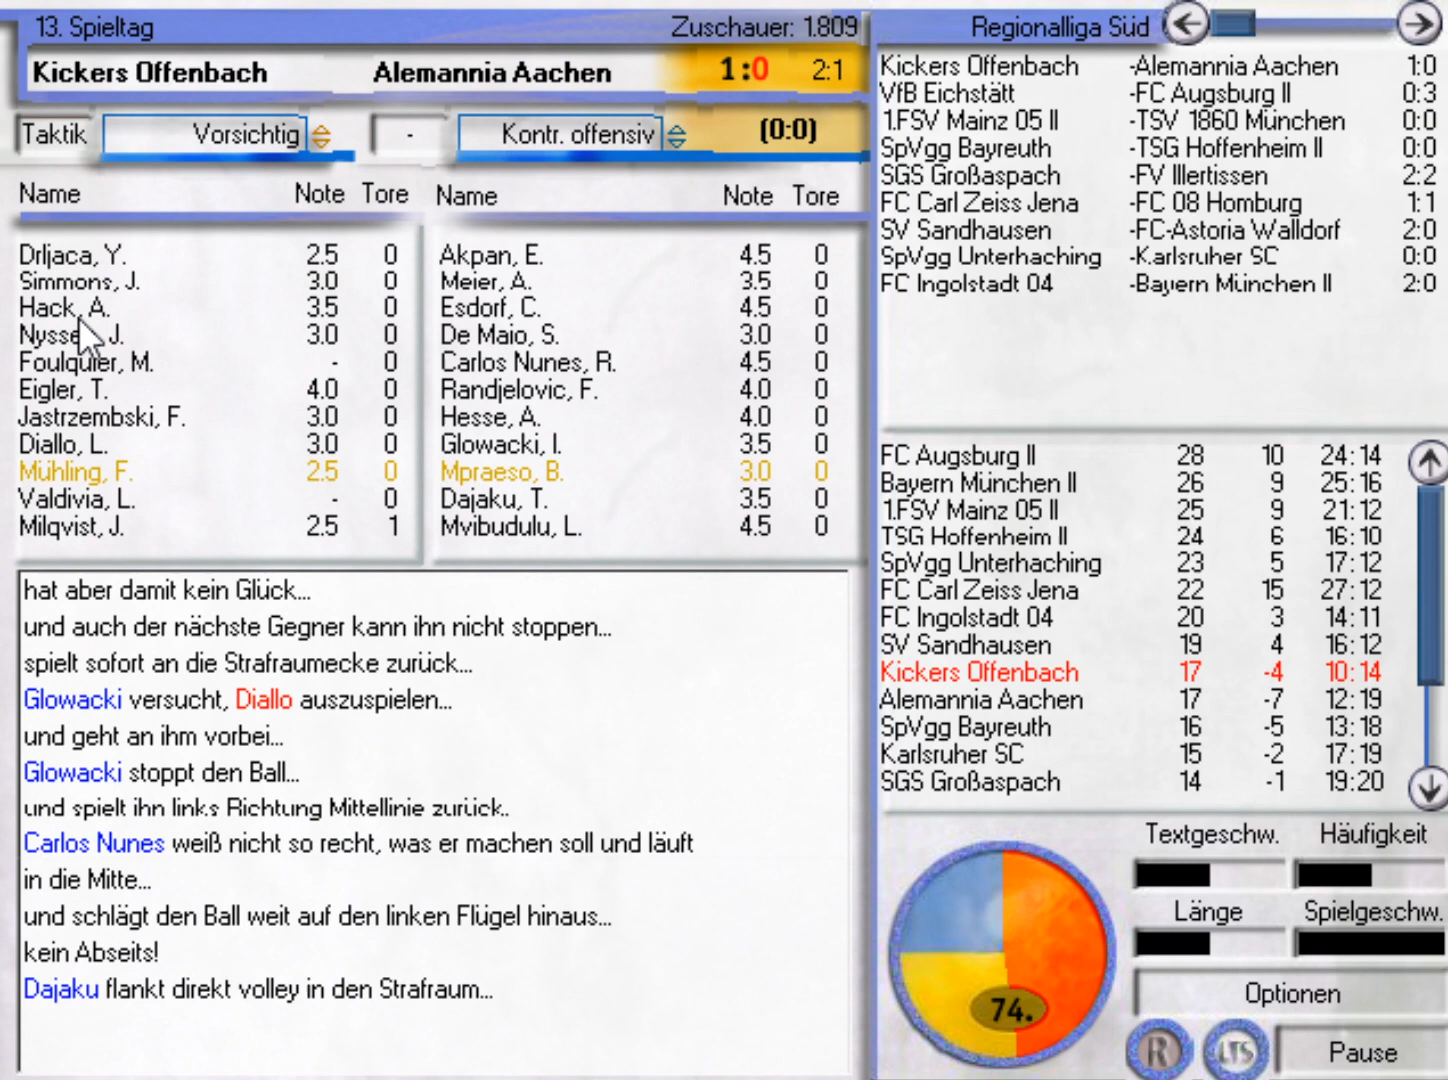 13. Spieltag Zuschauer: 1.809
Kickers Offenbach Alemannia Aachen 1:0 2:1
Taktik Vorsichtig - Kontr. offensiv (0:0)
Name Note Tore Name Note Tore
Drljaca, Y. 2.5 0 Akpan, E. 4.5 0
Simmons, J. 3.0 0 Meier, A. 3.5 0
Hack, A. 3.5 0 Esdorf, C. 4.5 0
Nysse J. 3.0 0 De Maio, S. 3.0 0
Foulquier, M. - 0 Carlos Nunes, R. 4.5 0
Eigler, T. 4.0 0 Randjelovic, F. 4.0 0
Jastrzembski, F. 3.0 0 Hesse, A. 4.0 0
Diallo, L. 3.0 0 Glowacki, I. 3.5 0
Mühling, F. 2.5 0 Mpraeso, B. 3.0 0
Valdivia, L. - 0 Dajaku, T. 3.5 0
Milqvist, J. 2.5 1 Mvibudulu, L. 4.5 0
hat aber damit kein Glück...
und auch der nächste Gegner kann ihn nicht stoppen...
spielt sofort an die Strafraumecke zurück...
Glowacki versucht, Diallo auszuspielen...
und geht an ihm vorbei...
Glowacki stoppt den Ball...
und spielt ihn links Richtung Mittellinie zurück..
Carlos Nunes weiß nicht so recht, was er machen soll und läuft
in die Mitte...
und schlägt den Ball weit auf den linken Flügel hinaus...
kein Abseits!
Dajaku flankt direkt volley in den Strafraum...
Regionalliga Süd
Kickers Offenbach -Alemannia Aachen 1:0
VfB Eichstätt -FC Augsburg II 0:3
1.FSV Mainz 05 II -TSV 1860 München 0:0
SpVgg Bayreuth -TSG Hoffenheim II 0:0
SGS Großaspach -FV Illertissen 2:2
FC Carl Zeiss Jena -FC 08 Homburg 1:1
SV Sandhausen -FC-Astoria Walldorf 2:0
SpVgg Unterhaching -Karlsruher SC 0:0
FC Ingolstadt 04 -Bayern München II 2:0
FC Augsburg II 28 10 24:14
Bayern München II 26 9 25:16
1.FSV Mainz 05 II 25 9 21:12
TSG Hoffenheim II 24 6 16:10
SpVgg Unterhaching 23 5 17:12
FC Carl Zeiss Jena 22 15 27:12
FC Ingolstadt 04 20 3 14:11
SV Sandhausen 19 4 16:12
Kickers Offenbach 17 -4 10:14
Alemannia Aachen 17 -7 12:19
SpVgg Bayreuth 16 -5 13:18
Karlsruher SC 15 -2 17:19
SGS Großaspach 14 -1 19:20
Textgeschw. Häufigkeit
Länge Spielgeschw.
74.
Optionen
R LTS Pause